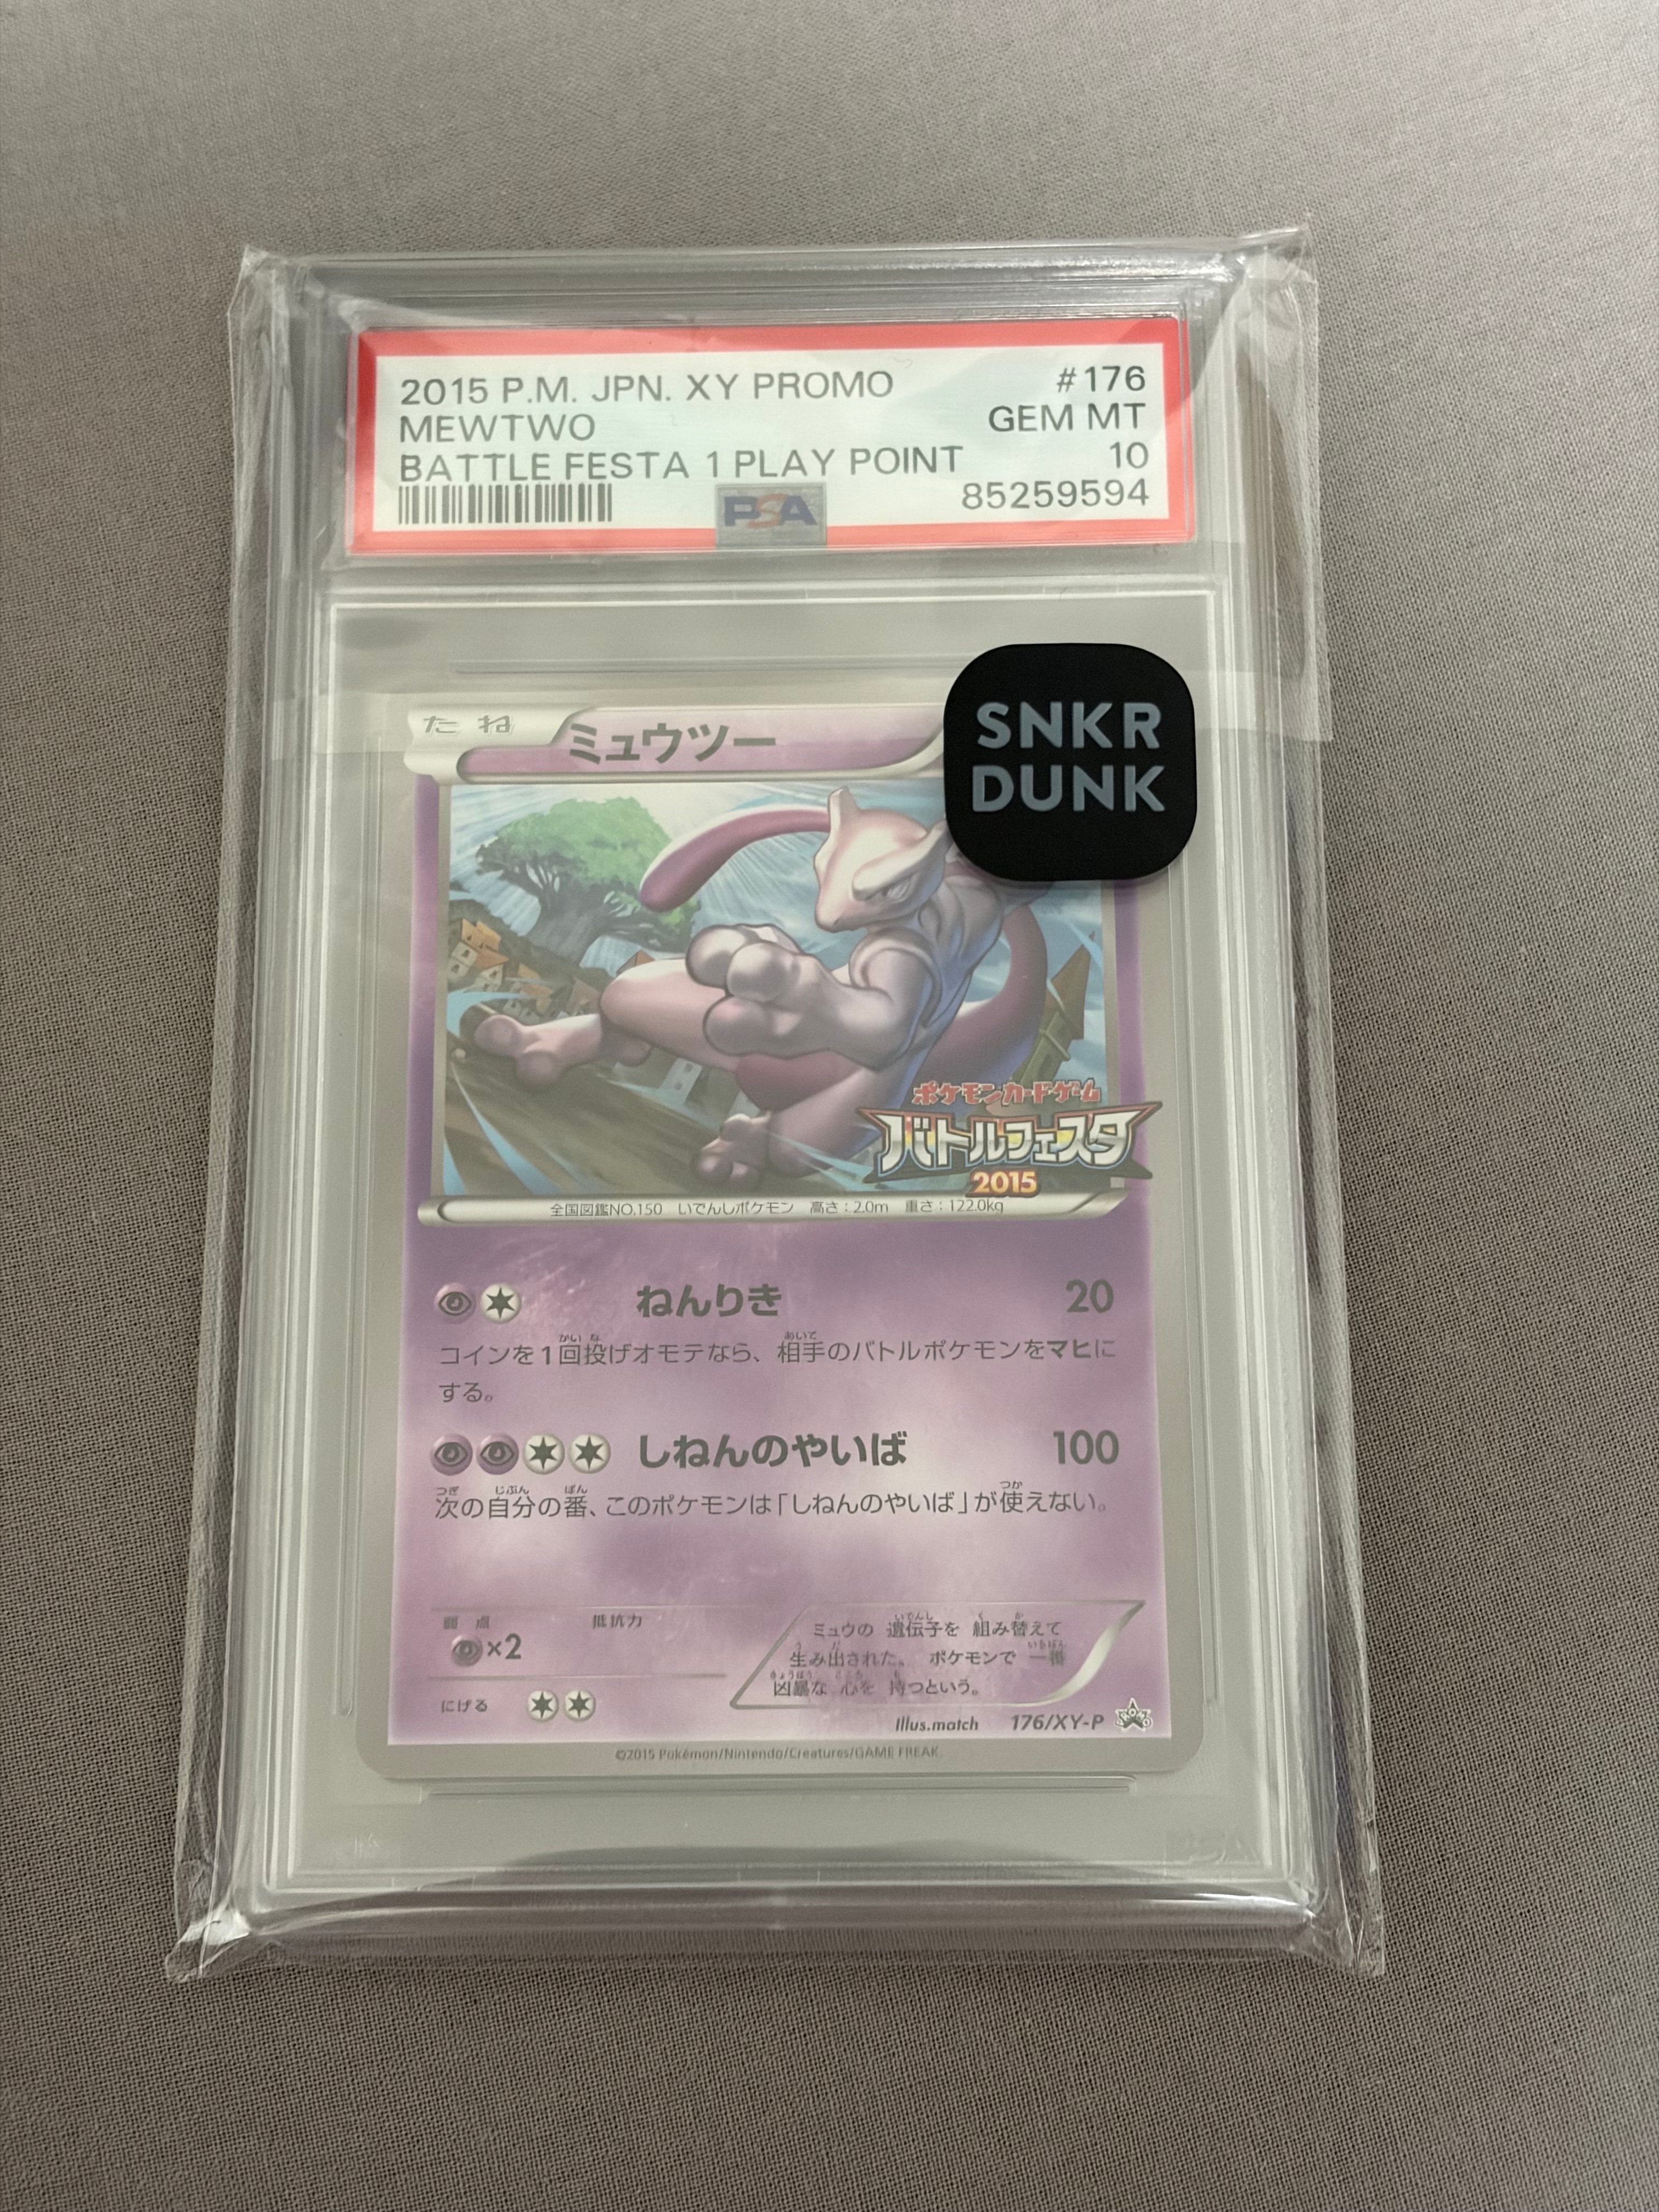 2015 P.M. JPN. XY PROMO #176
MEWTWO GEM MT
BATTLE FESTA 1 PLAY POINT 10
85259594
PSA
SNKR
DUNK
たね ミュウツー
ポケモンカードゲーム
バトルフェスタ
2015
全国図鑑NO.150 いでんしポケモン 高さ:2.0m 重さ:122.0kg
ねんりき 20
コインを1回投げオモテなら、相手のバトルポケモンをマヒに
する。
しねんのやいば 100
次の自分の番、このポケモンは「しねんのやいば」が使えない。
弱点 抵抗力
×2
にげる
ミュウの 遺伝子を 組み替えて
生み出された。 ポケモンで 一番
凶暴な 心を 持つという。
Illus.match 176/XY-P
PROMO
©2015 Pokémon/Nintendo/Creatures/GAME FREAK.